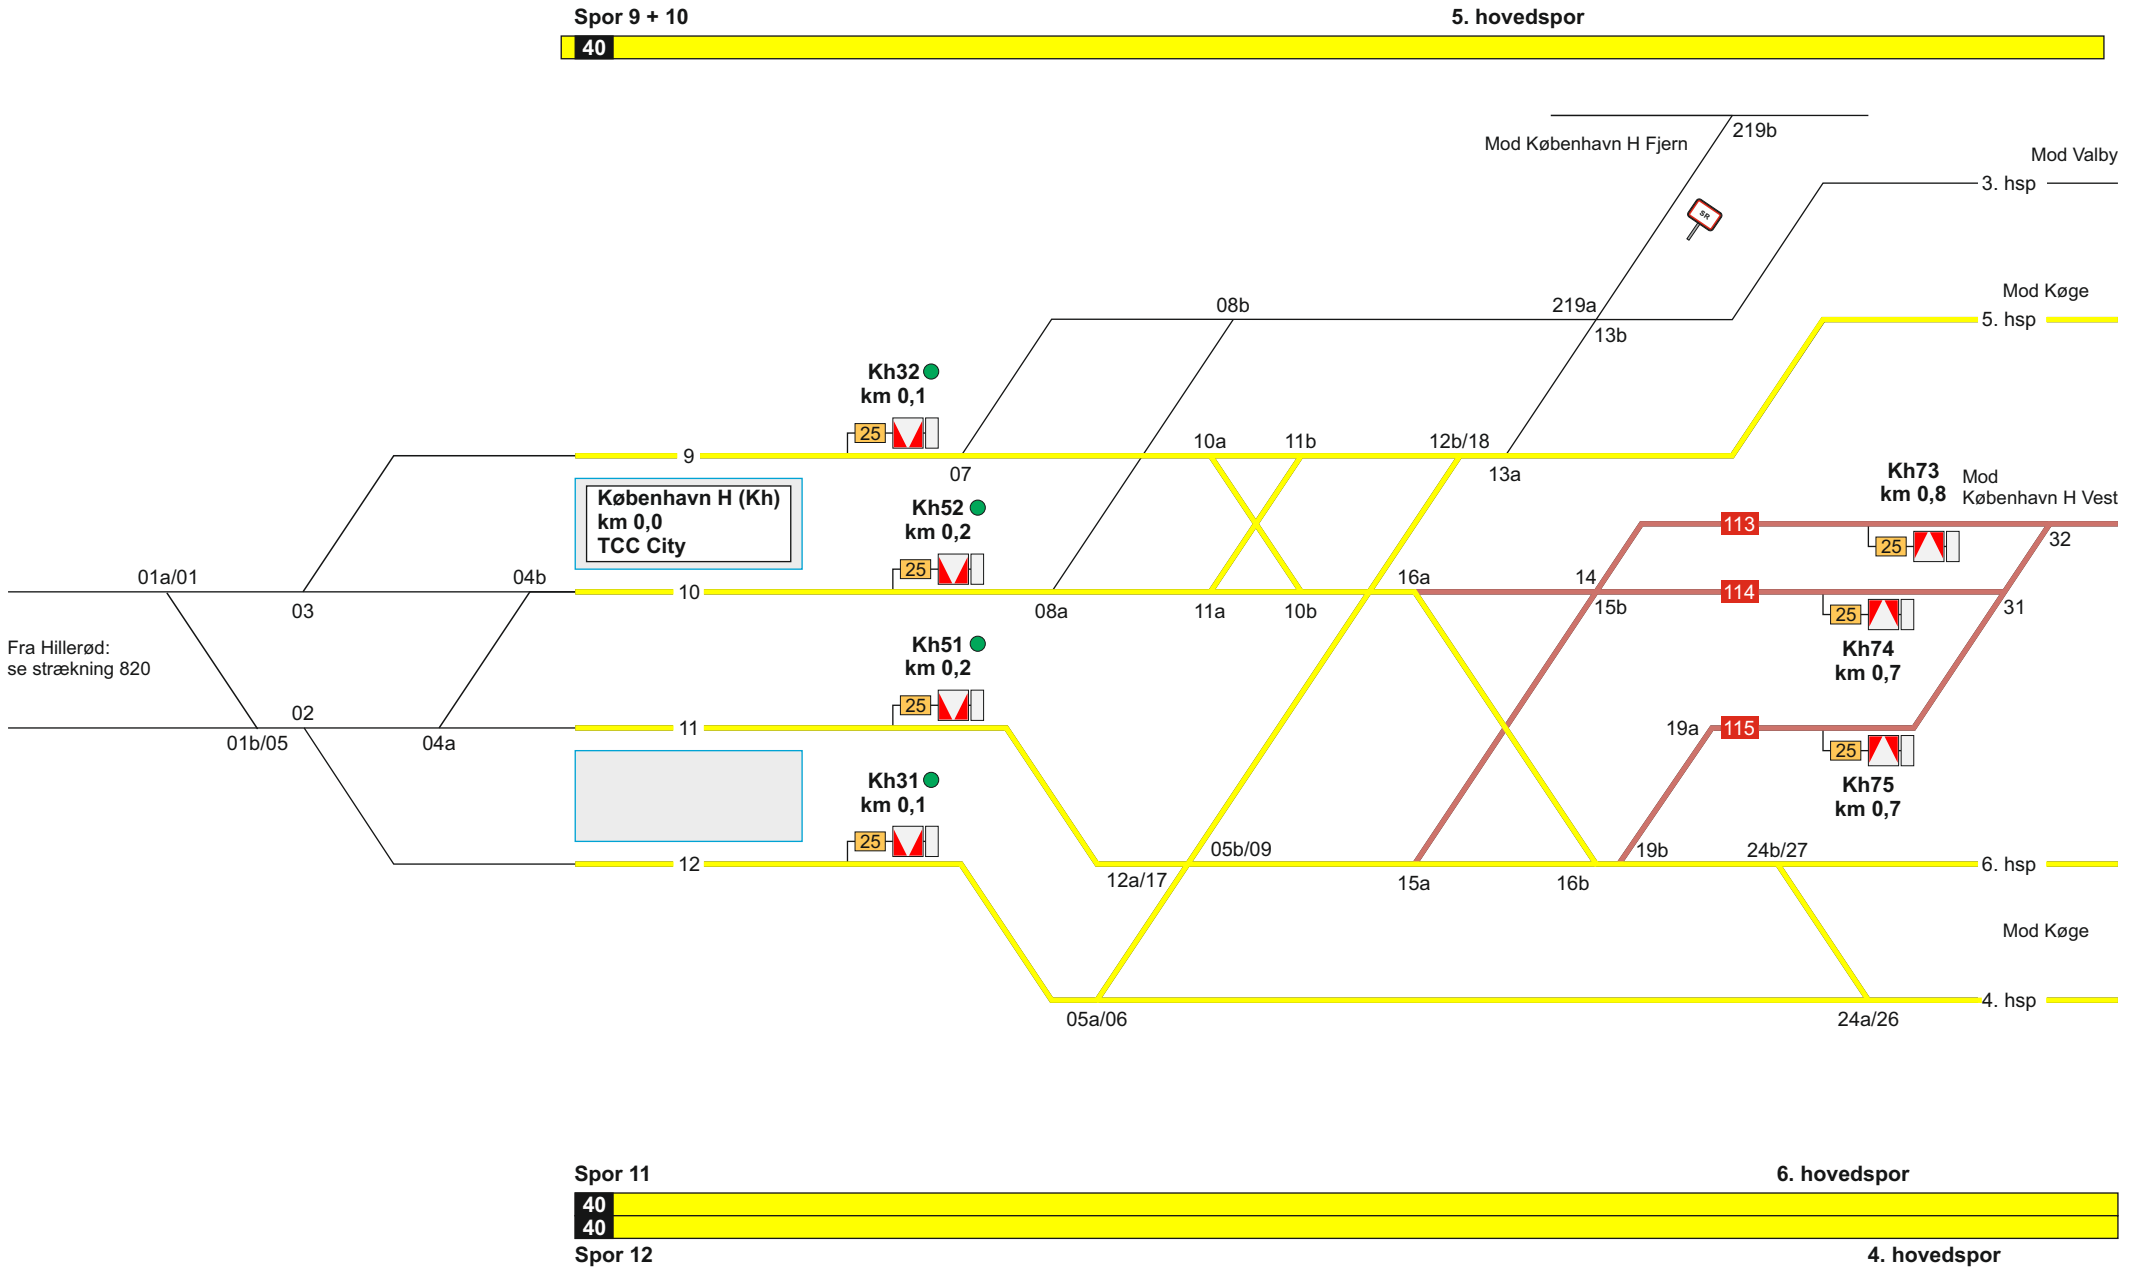 Spor 9 + 10 5. hovedspor
40
219b
Mod København H Fjern
Mod Valby
3. hsp
SR
Mod Køge
08b 219a
5. hsp
13b
Kh32
km 0,1
25
10a 11b 12b/18
9
07 13a
Kh73
km 0,8
Mod
København H Vest
København H (Kh)
km 0,0
TCC City
Kh52
km 0,2
113
25
32
25
01a/01 04b 16a 14
10 114
03 08a 11a 10b 15b 31
25
Fra Hillerød:
se strækning 820
Kh51
km 0,2
Kh74
km 0,7
25
02
11 19a 115
01b/05 04a
25
Kh31
km 0,1
Kh75
km 0,7
25
05b/09 19b 24b/27
12 6. hsp
12a/17 15a 16b
Mod Køge
4. hsp
05a/06 24a/26
Spor 11 6. hovedspor
40
40
Spor 12 4. hovedspor